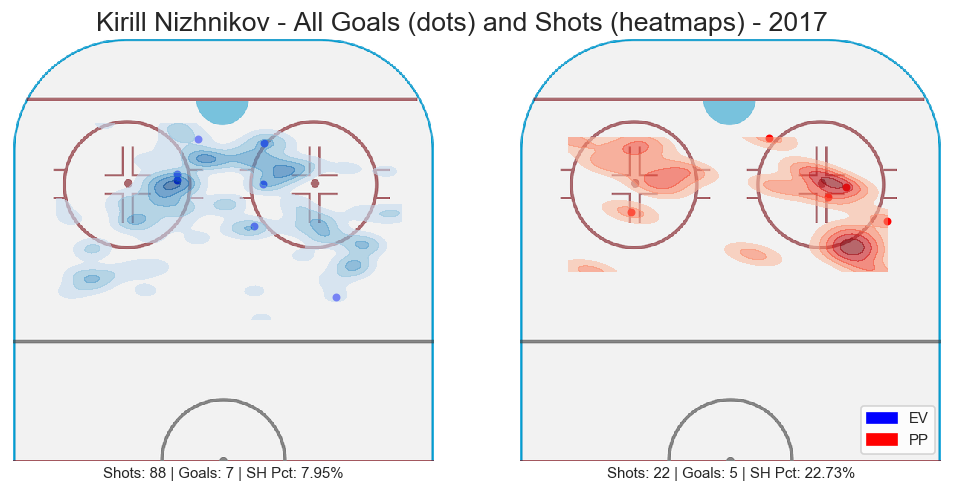 Kirill Nizhnikov - All Goals (dots) and Shots (heatmaps) - 2017
EV
PP
Shots: 88 | Goals: 7 | SH Pct: 7.95%
Shots: 22 | Goals: 5 | SH Pct: 22.73%